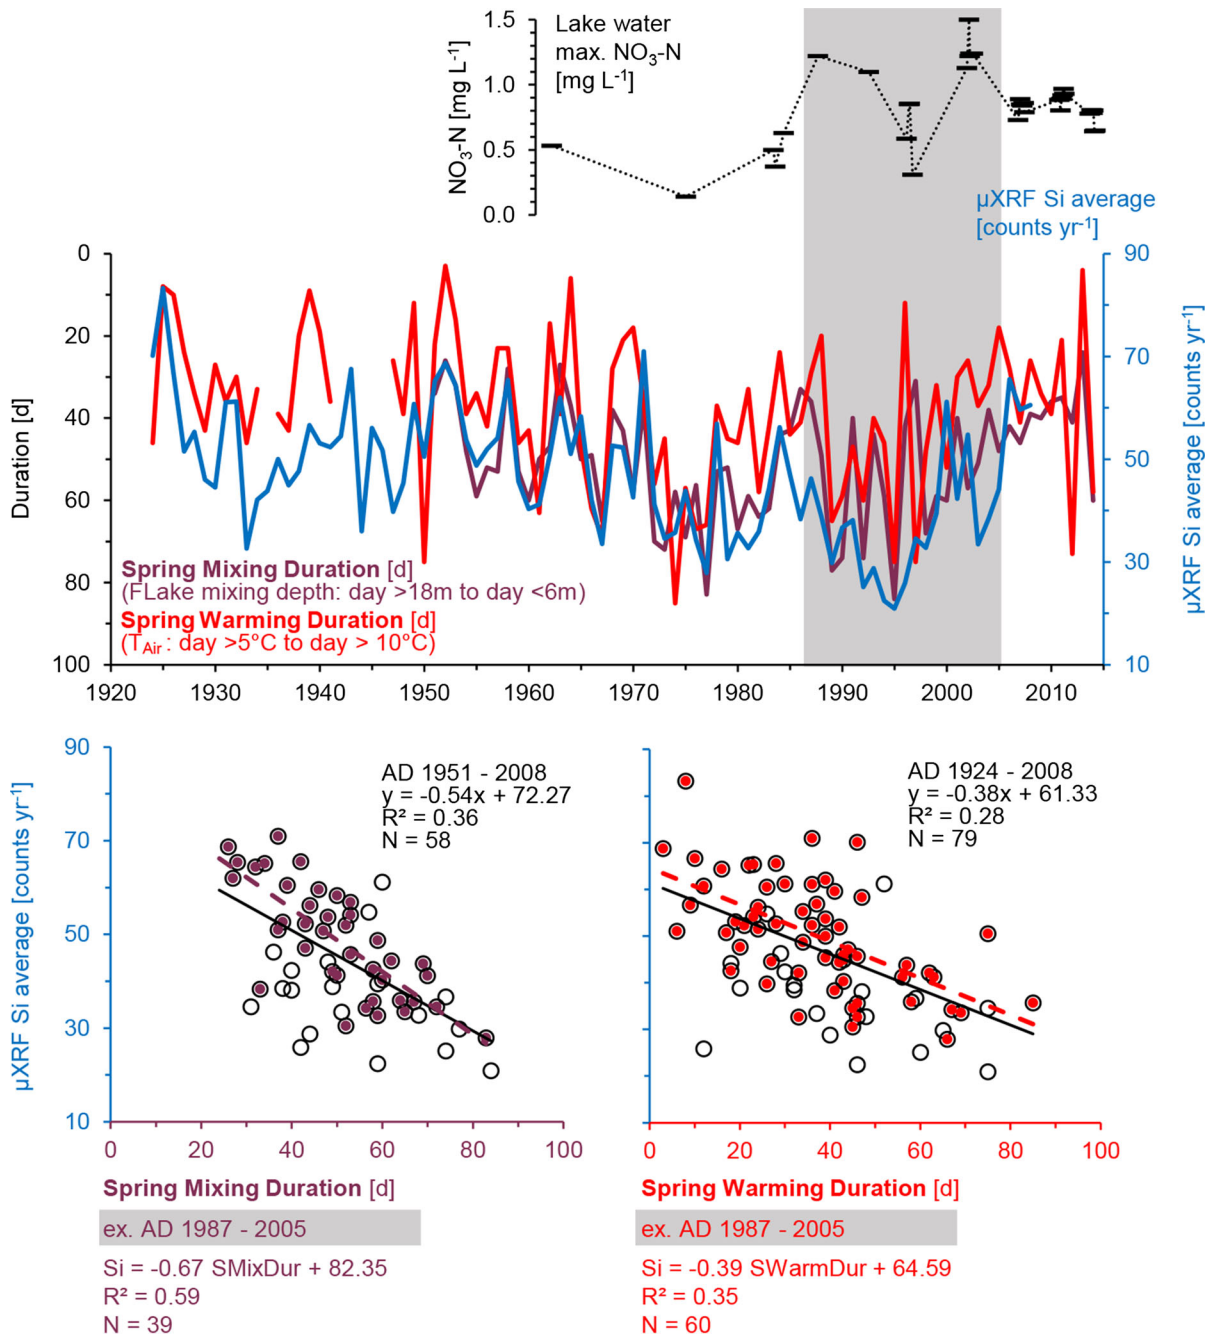 Lake water
max. NO₃-N
[mg L⁻¹]
NO₃-N [mg L⁻¹]
1.5
1.0
0.5
0.0
µXRF Si average
[counts yr⁻¹]
Duration [d]
0
20
40
60
80
100
90
70
50
30
10
µXRF Si average [counts yr⁻¹]
Spring Mixing Duration [d]
(FLake mixing depth: day >18m to day <6m)
Spring Warming Duration [d]
(T_Air : day >5°C to day > 10°C)
1920 1930 1940 1950 1960 1970 1980 1990 2000 2010
µXRF Si average [counts yr⁻¹]
90
70
50
30
10
AD 1951 - 2008
y = -0.54x + 72.27
R² = 0.36
N = 58
0 20 40 60 80 100
Spring Mixing Duration [d]
ex. AD 1987 - 2005
Si = -0.67 SMixDur + 82.35
R² = 0.59
N = 39
AD 1924 - 2008
y = -0.38x + 61.33
R² = 0.28
N = 79
0 20 40 60 80 100
Spring Warming Duration [d]
ex. AD 1987 - 2005
Si = -0.39 SWarmDur + 64.59
R² = 0.35
N = 60